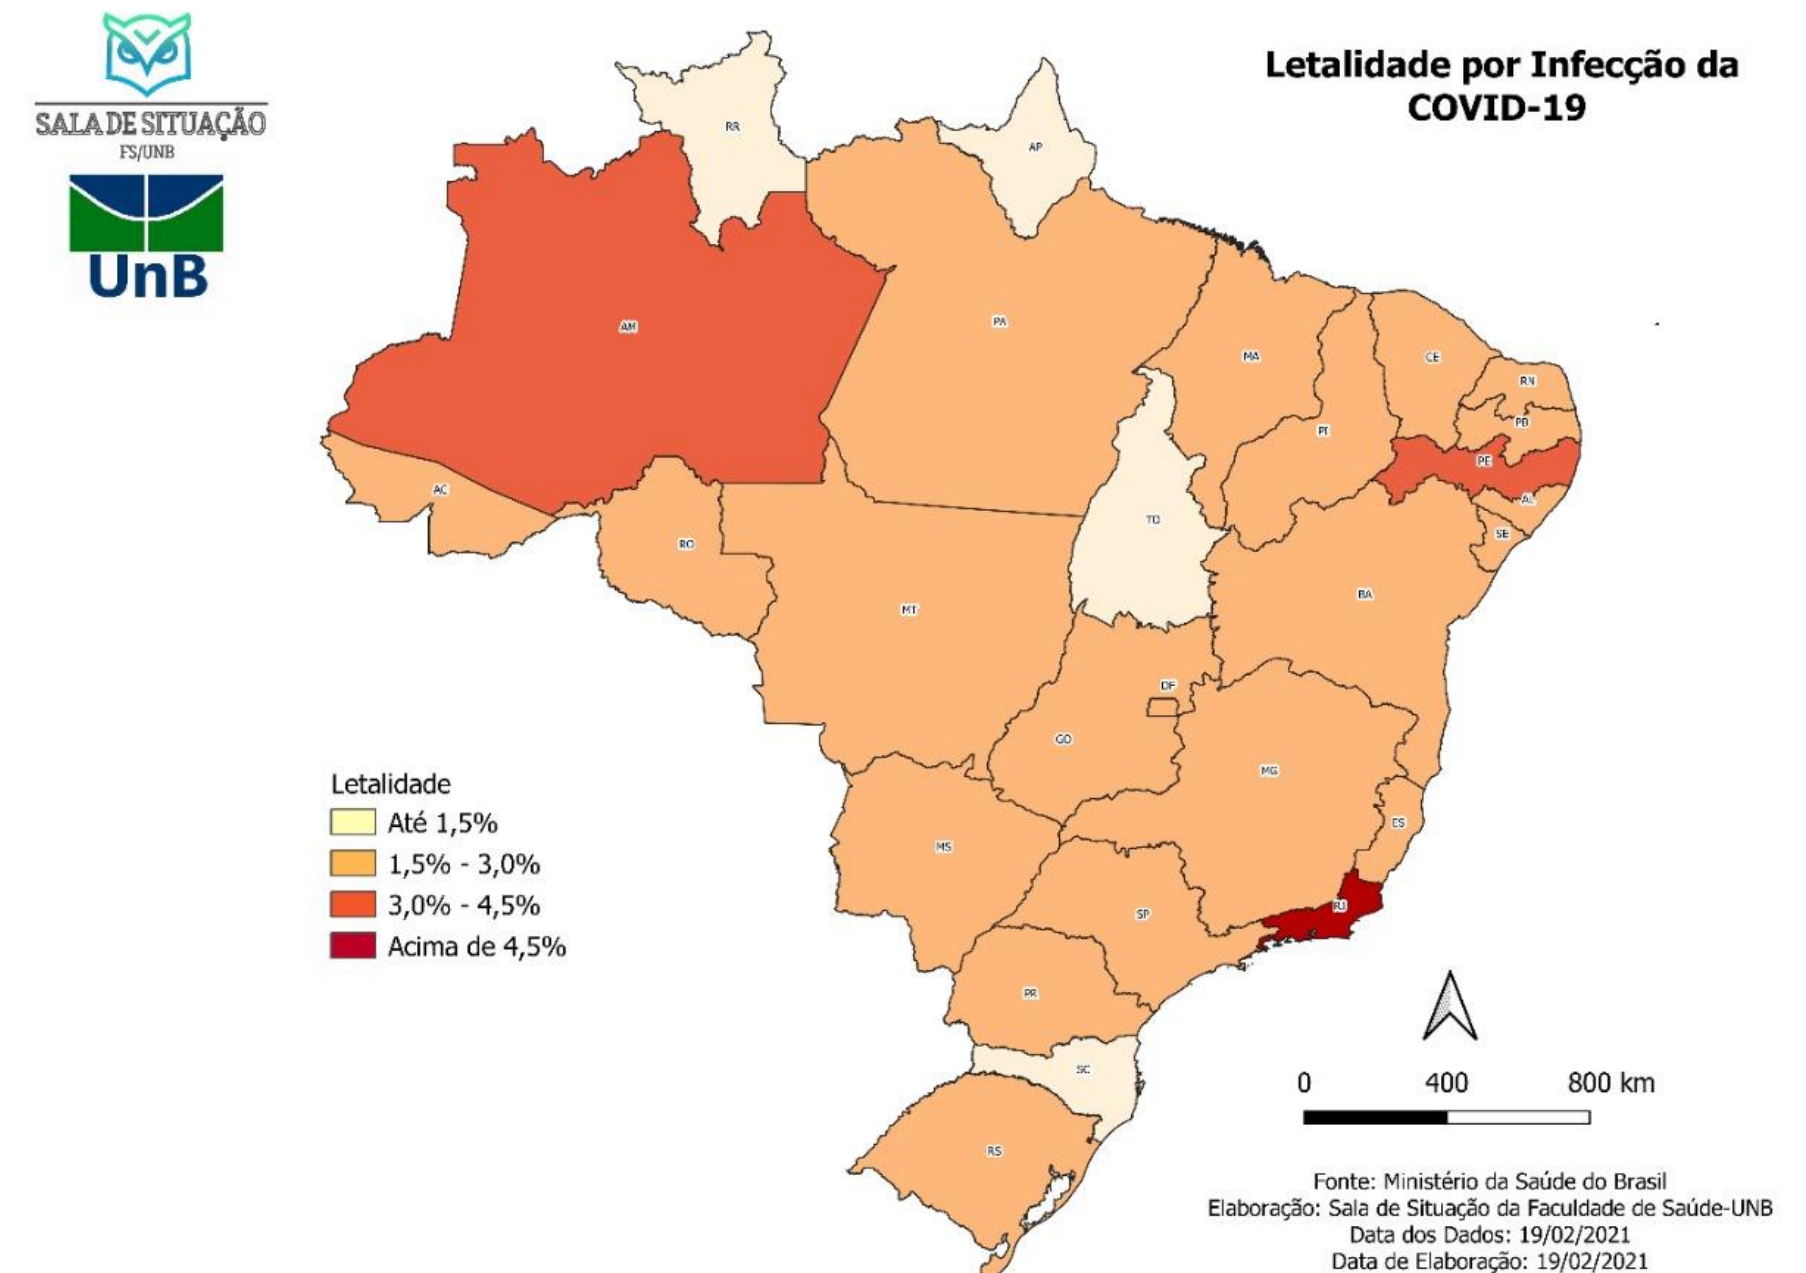 SALA DE SITUAÇÃO
FS/UNB
UnB
Letalidade por Infecção da
COVID-19
RR
AP
AM
PA
MA
CE
RN
PB
PI
PE
AL
AC
TO
SE
RO
BA
MT
DF
GO
MG
ES
MS
RJ
SP
PR
SC
RS
Letalidade
Até 1,5%
1,5% - 3,0%
3,0% - 4,5%
Acima de 4,5%
0 400 800 km
Fonte: Ministério da Saúde do Brasil
Elaboração: Sala de Situação da Faculdade de Saúde-UNB
Data dos Dados: 19/02/2021
Data de Elaboração: 19/02/2021